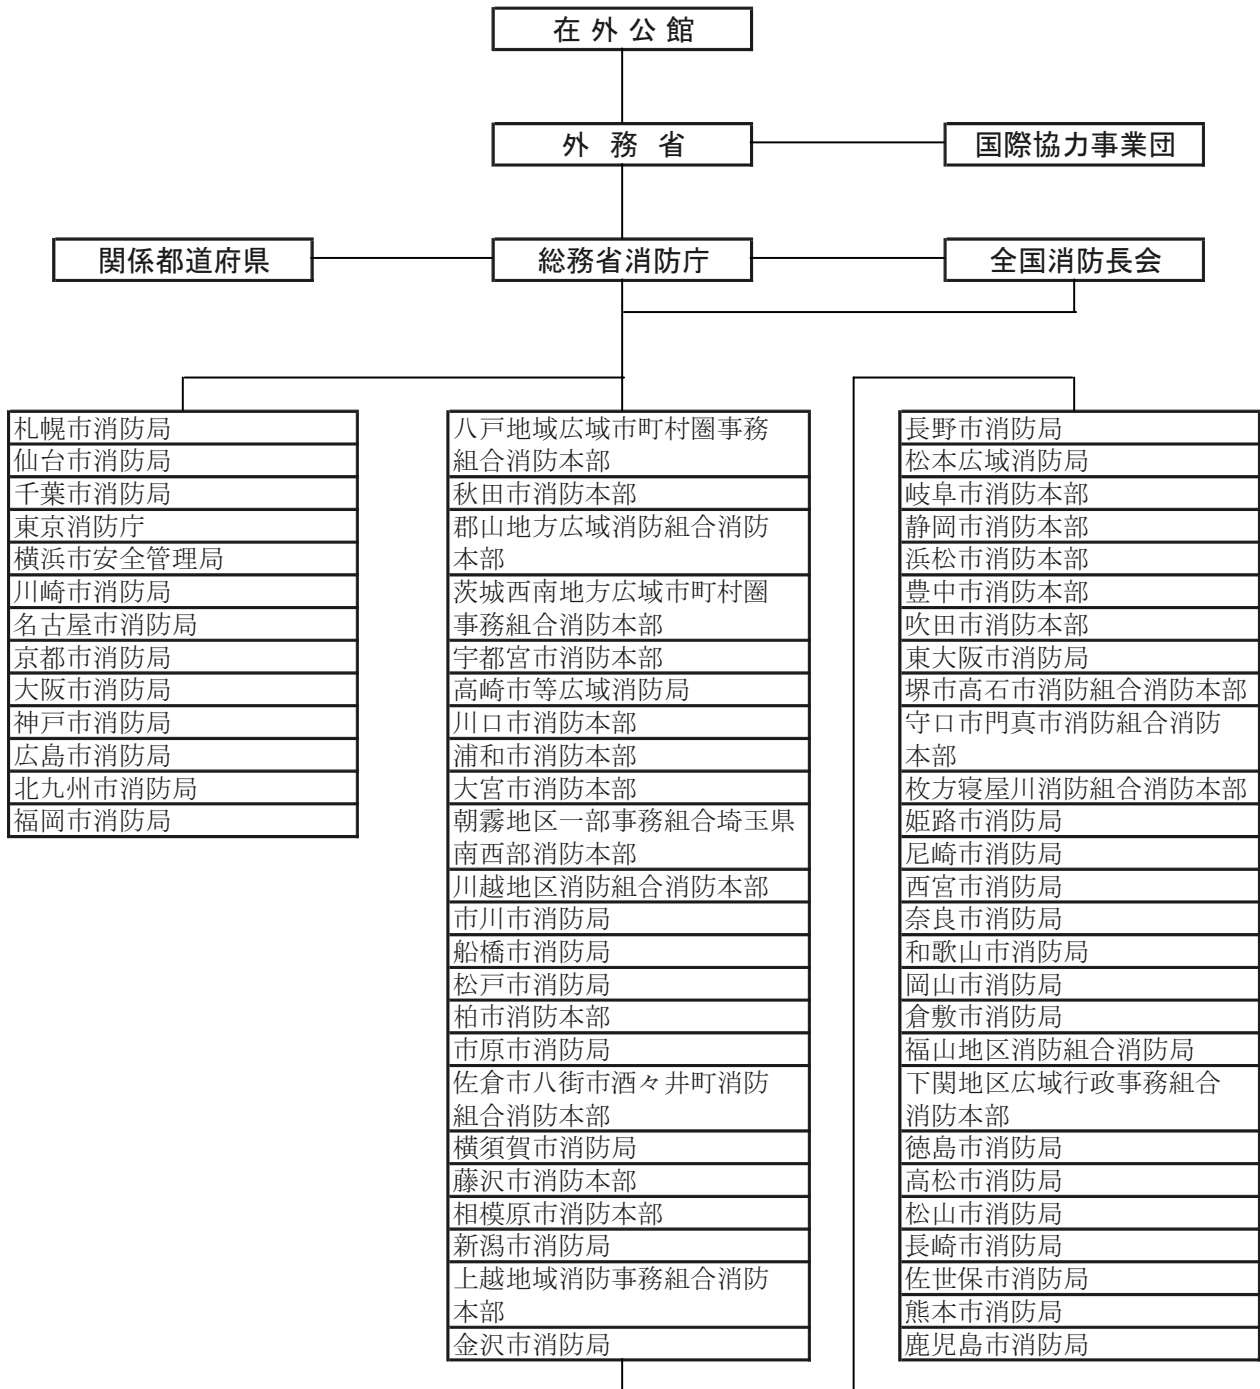 在外公館
外務省
国際協力事業団
関係都道府県
総務省消防庁
全国消防長会
札幌市消防局
仙台市消防局
千葉市消防局
東京消防庁
横浜市安全管理局
川崎市消防局
名古屋市消防局
京都市消防局
大阪市消防局
神戸市消防局
広島市消防局
北九州市消防局
福岡市消防局
八戸地域広域市町村圏事務
組合消防本部
秋田市消防本部
郡山地方広域消防組合消防
本部
茨城西南地方広域市町村圏
事務組合消防本部
宇都宮市消防本部
高崎市等広域消防局
川口市消防本部
浦和市消防本部
大宮市消防本部
朝霧地区一部事務組合埼玉県
南西部消防本部
川越地区消防組合消防本部
市川市消防局
船橋市消防局
松戸市消防局
柏市消防本部
市原市消防局
佐倉市八街市酒々井町消防
組合消防本部
横須賀市消防局
藤沢市消防本部
相模原市消防本部
新潟市消防局
上越地域消防事務組合消防
本部
金沢市消防局
長野市消防局
松本広域消防局
岐阜市消防本部
静岡市消防本部
浜松市消防本部
豊中市消防本部
吹田市消防本部
東大阪市消防局
堺市高石市消防組合消防本部
守口市門真市消防組合消防
本部
枚方寝屋川消防組合消防本部
姫路市消防局
尼崎市消防局
西宮市消防局
奈良市消防局
和歌山市消防局
岡山市消防局
倉敷市消防局
福山地区消防組合消防局
下関地区広域行政事務組合
消防本部
徳島市消防局
高松市消防局
松山市消防局
長崎市消防局
佐世保市消防局
熊本市消防局
鹿児島市消防局